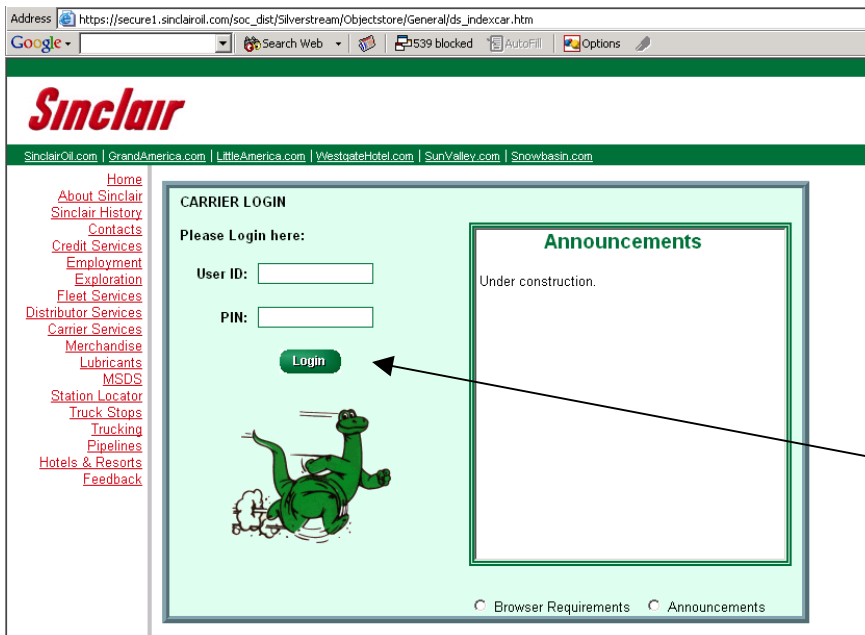 Address https://secure1.sinclairoil.com/soc_dist/Silverstream/Objectstore/General/ds_indexcar.htm
Google Search Web 539 blocked AutoFill Options
Sinclair
SinclairOil.com | GrandAmerica.com | LittleAmerica.com | WestgateHotel.com | SunValley.com | Snowbasin.com
Home
About Sinclair
Sinclair History
Contacts
Credit Services
Employment
Exploration
Fleet Services
Distributor Services
Carrier Services
Merchandise
Lubricants
MSDS
Station Locator
Truck Stops
Trucking
Pipelines
Hotels & Resorts
Feedback
CARRIER LOGIN
Please Login here:
User ID:
PIN:
Login
Announcements
Under construction.
Browser Requirements Announcements